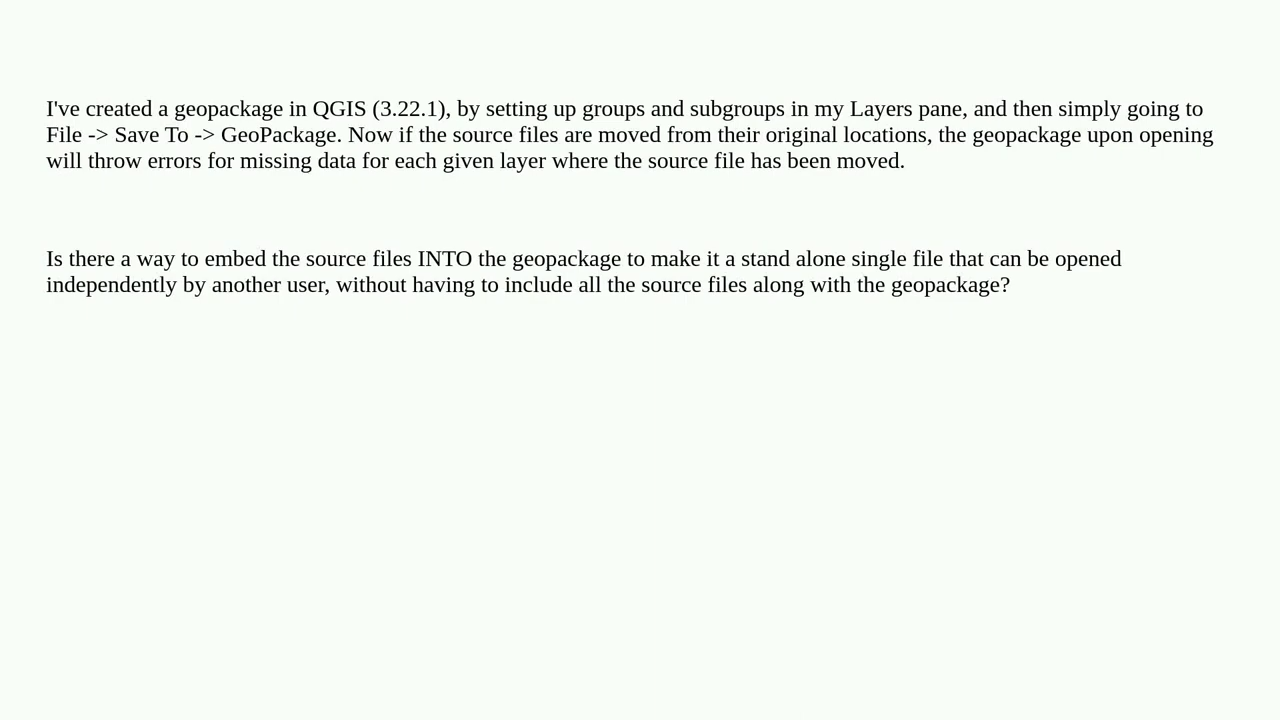 I've created a geopackage in QGIS (3.22.1), by setting up groups and subgroups in my Layers pane, and then simply going to
File -> Save To -> GeoPackage. Now if the source files are moved from their original locations, the geopackage upon opening
will throw errors for missing data for each given layer where the source file has been moved.
Is there a way to embed the source files INTO the geopackage to make it a stand alone single file that can be opened
independently by another user, without having to include all the source files along with the geopackage?